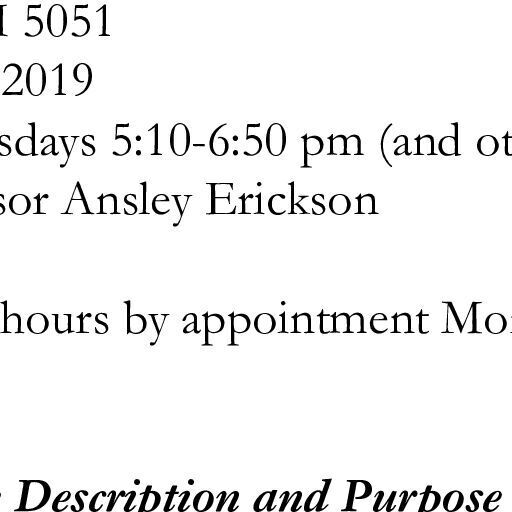 I 5051
2019
sdays 5:10-6:50 pm (and ot
sor Ansley Erickson
hours by appointment Mo
Description and Purpose